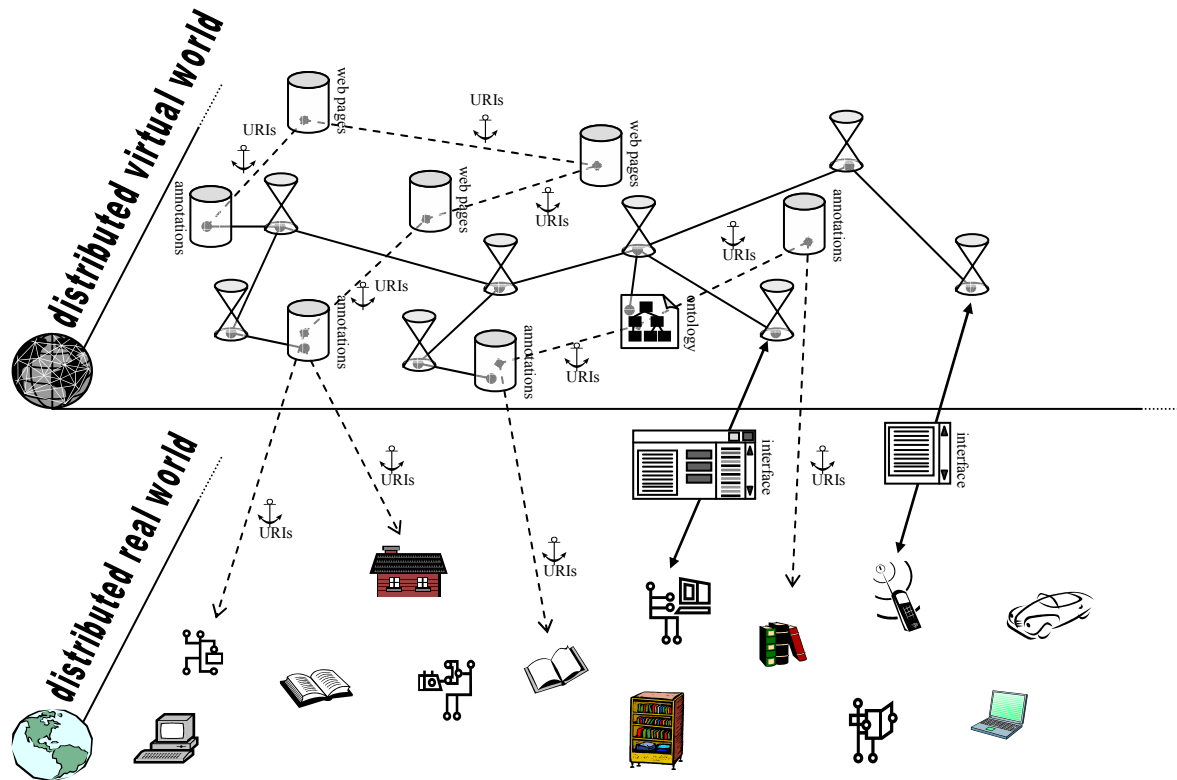 distributed virtual world
web pages
URIs
URIs
web pages
annotations
web pages
URIs
annotations
URIs
URIs
annotations
ontology
annotations
URIs
distributed real world
interface
interface
URIs
URIs
URIs
URIs